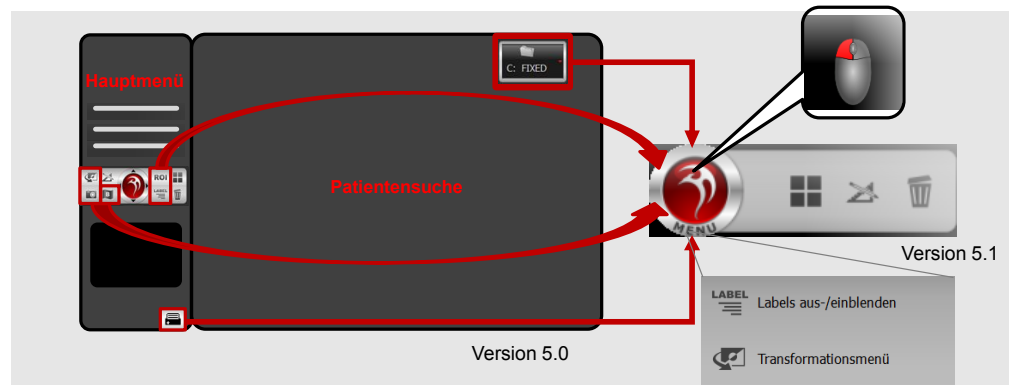 C: FIXED
Hauptmenü
ROI
LABEL
Patientensuche
MENU
Version 5.1
LABEL
Labels aus-/einblenden
Version 5.0
Transformationsmenü